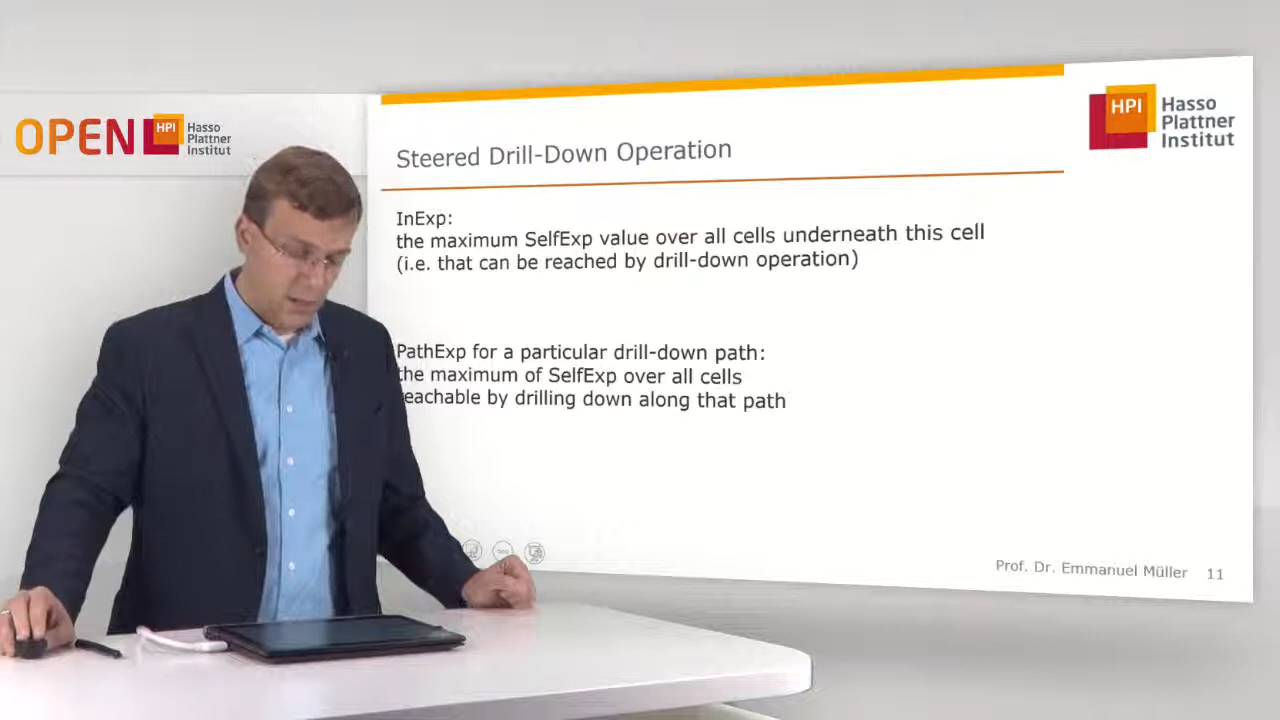 OPEN HPI
Hasso
Plattner
Institut
HPI
Hasso
Plattner
Institut
Steered Drill-Down Operation
InExp:
the maximum SelfExp value over all cells underneath this cell
(i.e. that can be reached by drill-down operation)
PathExp for a particular drill-down path:
the maximum of SelfExp over all cells
reachable by drilling down along that path
Prof. Dr. Emmanuel Müller 11